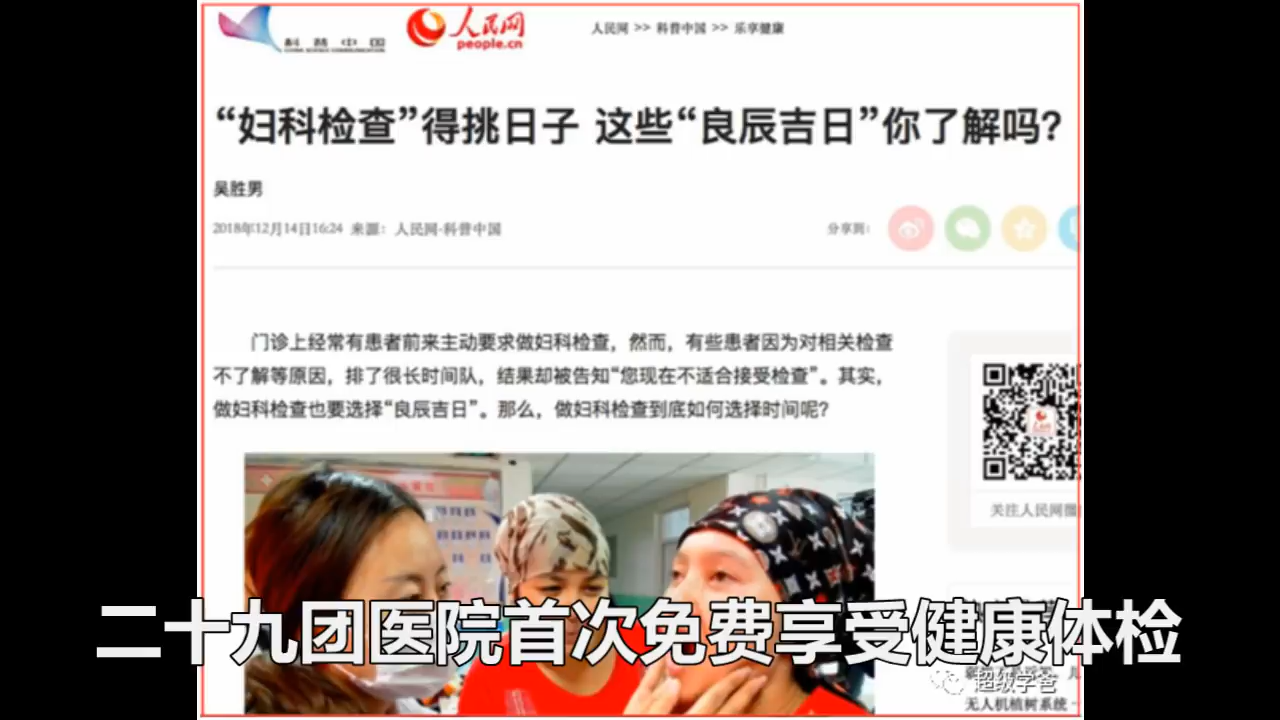 科普中国
CHINA SCIENCE COMMUNICATION
人民网
people.cn
人民网 >> 科普中国 >> 乐享健康
“妇科检查”得挑日子 这些“良辰吉日”你了解吗?
吴胜男
2018年12月14日16:24 来源：人民网-科普中国
分享到:
门诊上经常有患者前来主动要求做妇科检查，然而，有些患者因为对相关检查
不了解等原因，排了很长时间队，结果却被告知“您现在不适合接受检查”。其实，
做妇科检查也要选择“良辰吉日”。那么，做妇科检查到底如何选择时间呢?
关注人民网微
二十九团医院首次免费享受健康体检
超级学爸
无人机植树系统